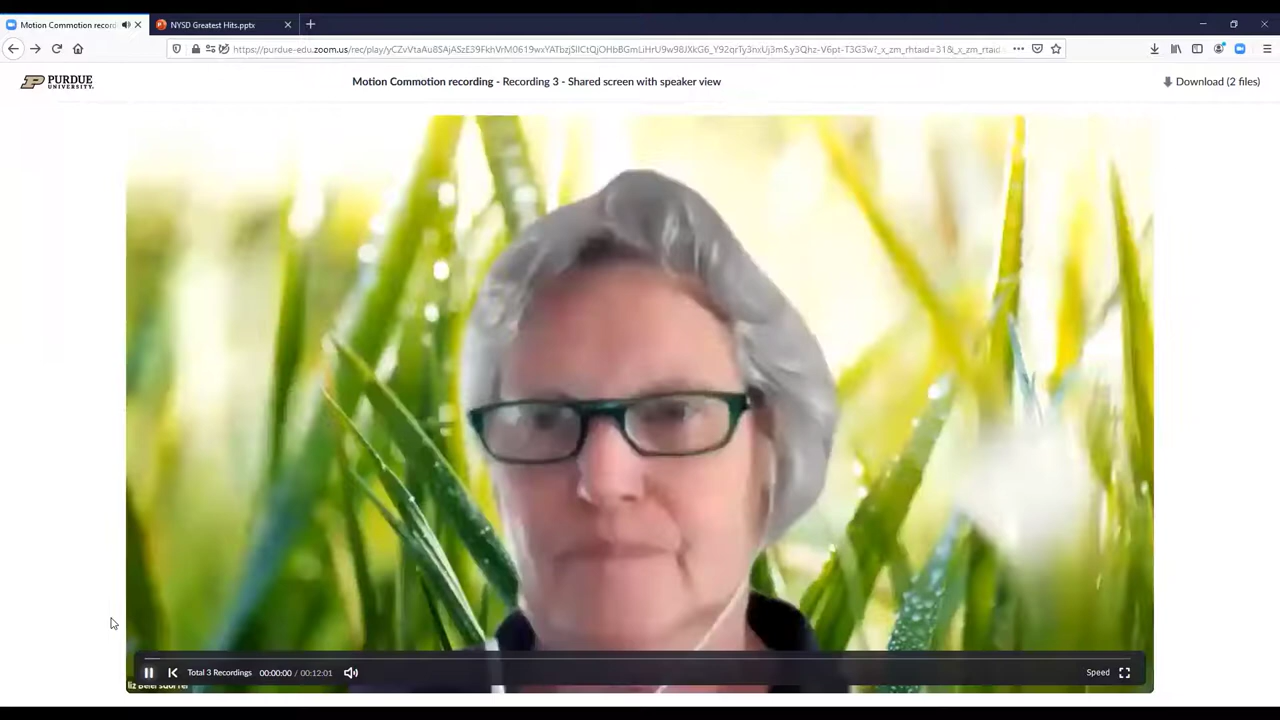 Motion Commotion record
NYSD Greatest Hits.pptx
PURDUE
UNIVERSITY
Motion Commotion recording - Recording 3 - Shared screen with speaker view
Download (2 files)
Total 3 Recordings
00:00:00 / 00:12:01
Speed